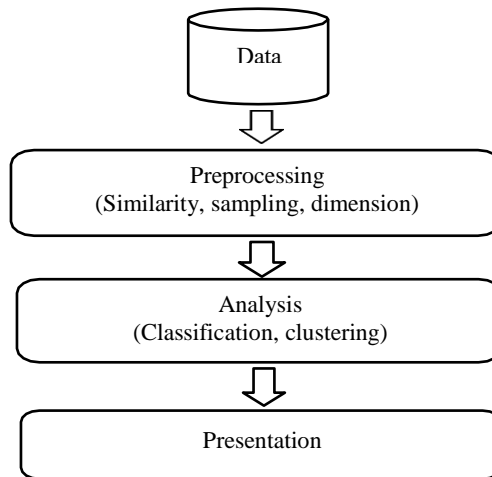 Data
Preprocessing
(Similarity, sampling, dimension)
Analysis
(Classification, clustering)
Presentation